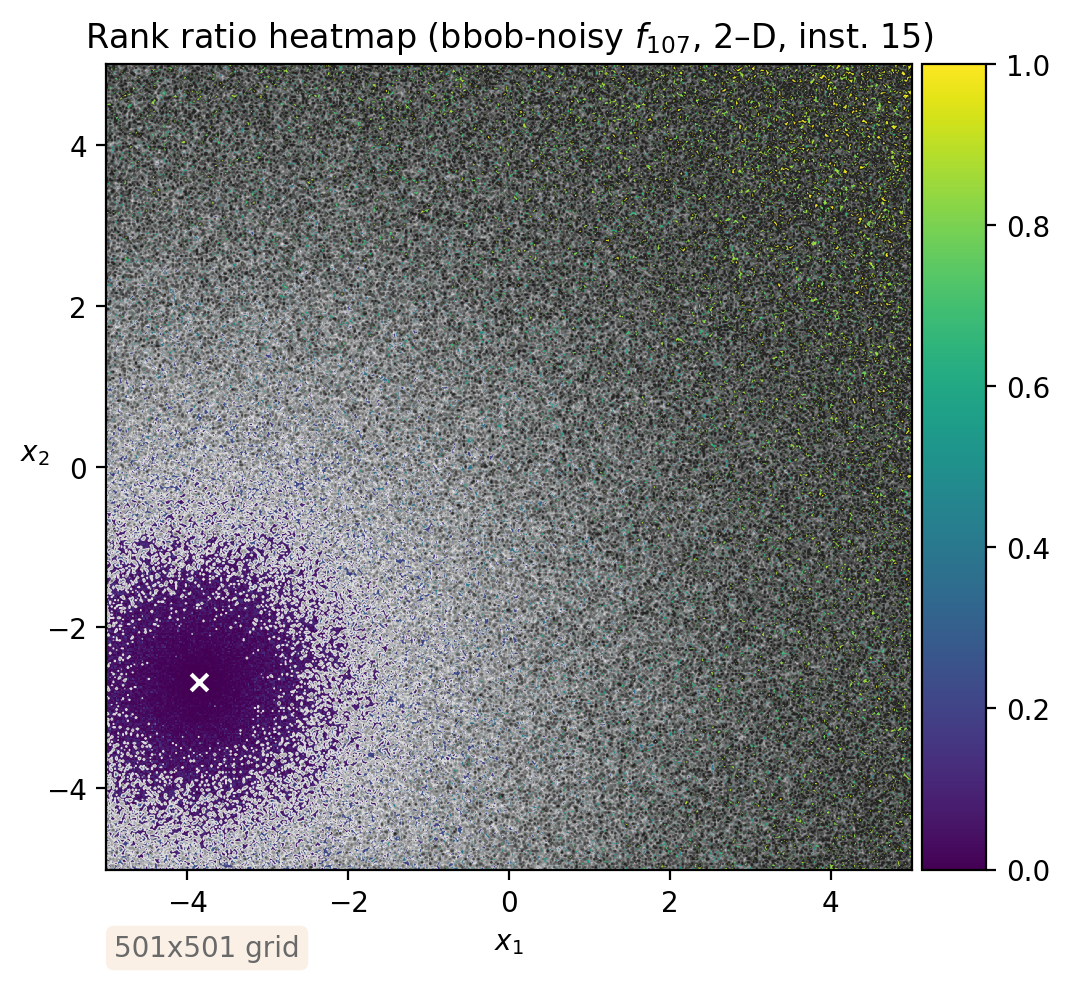 Rank ratio heatmap (bbob-noisy f₁₀₇, 2–D, inst. 15)
1.0
0.8
0.6
0.4
0.2
0.0
4
2
0
−2
−4
x₂
−4 −2 0 2 4
x₁
501x501 grid